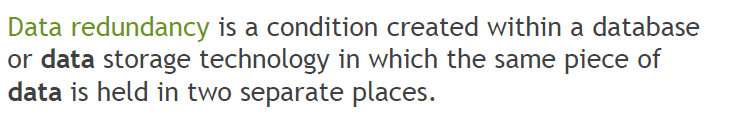 Data redundancy is a condition created within a database
or data storage technology in which the same piece of
data is held in two separate places.